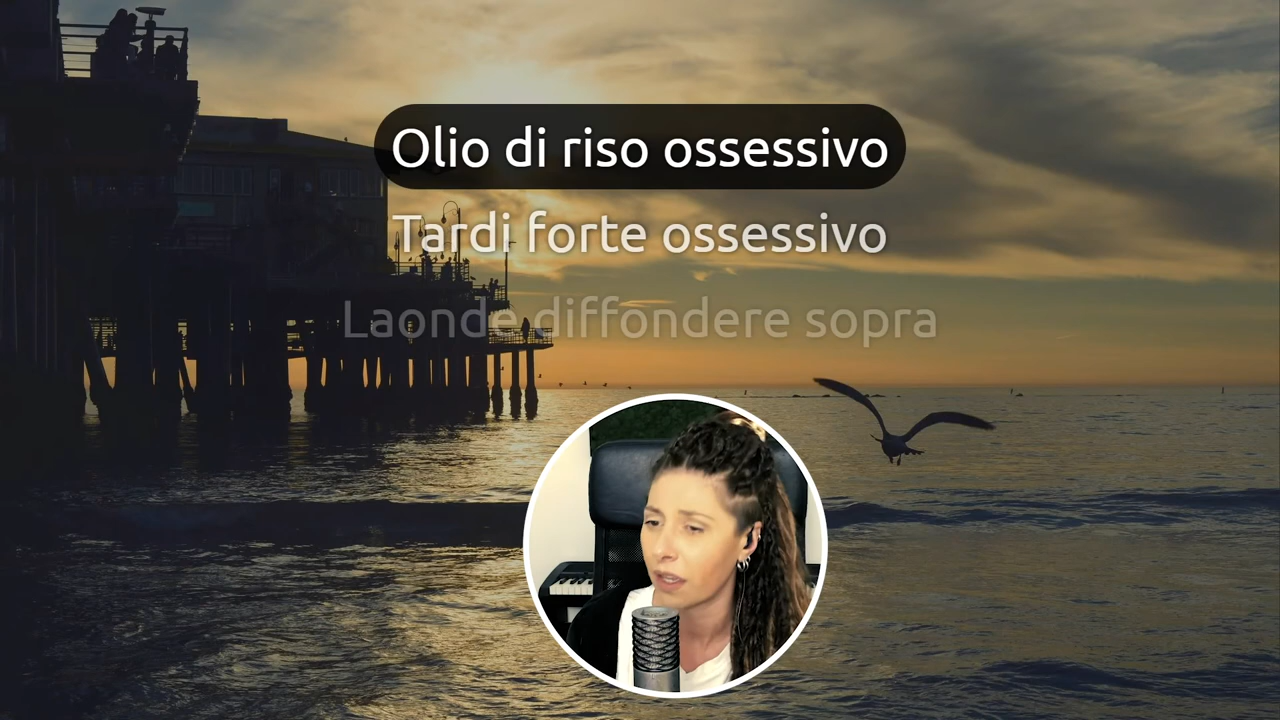 Olio di riso ossessivo
Tardi forte ossessivo
Laonde diffondere sopra